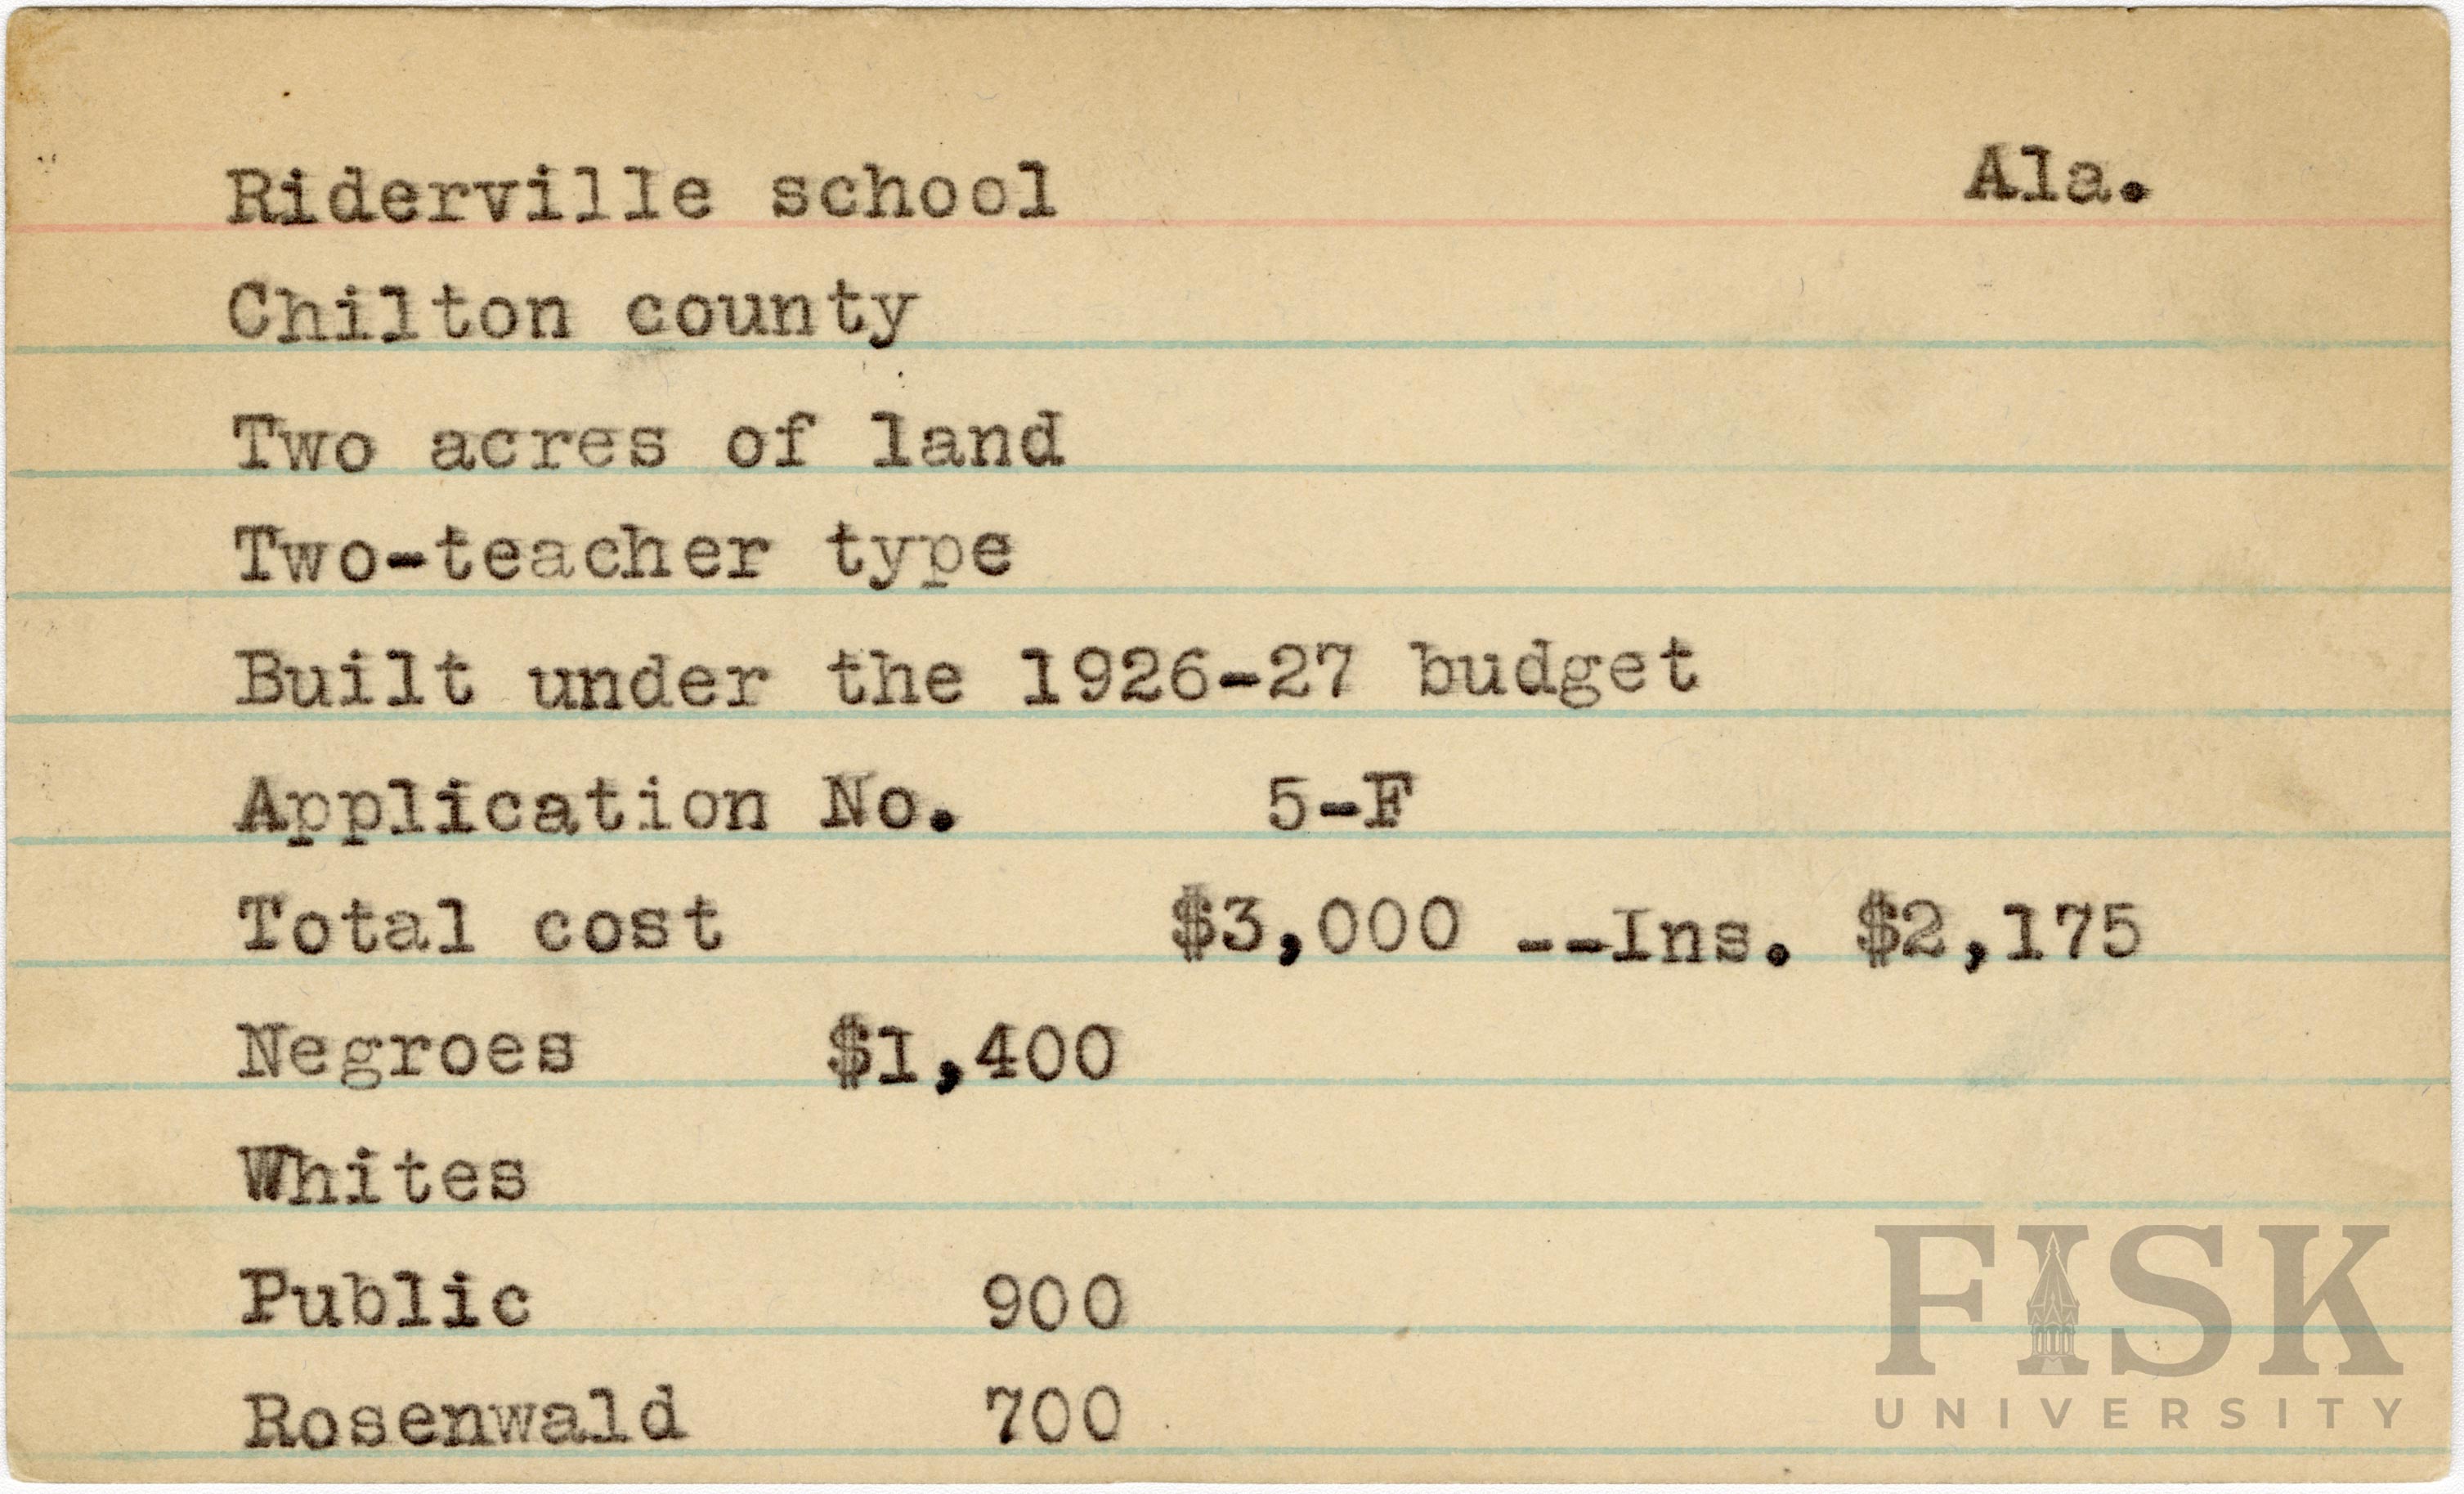 Riderville school Ala.
Chilton county
Two acres of land
Two-teacher type
Built under the 1926-27 budget
Application No. 5-F
Total cost $3,000 --Ins. $2,175
Negroes $1,400
Whites
Public 900
Rosenwald 700
FISK
UNIVERSITY